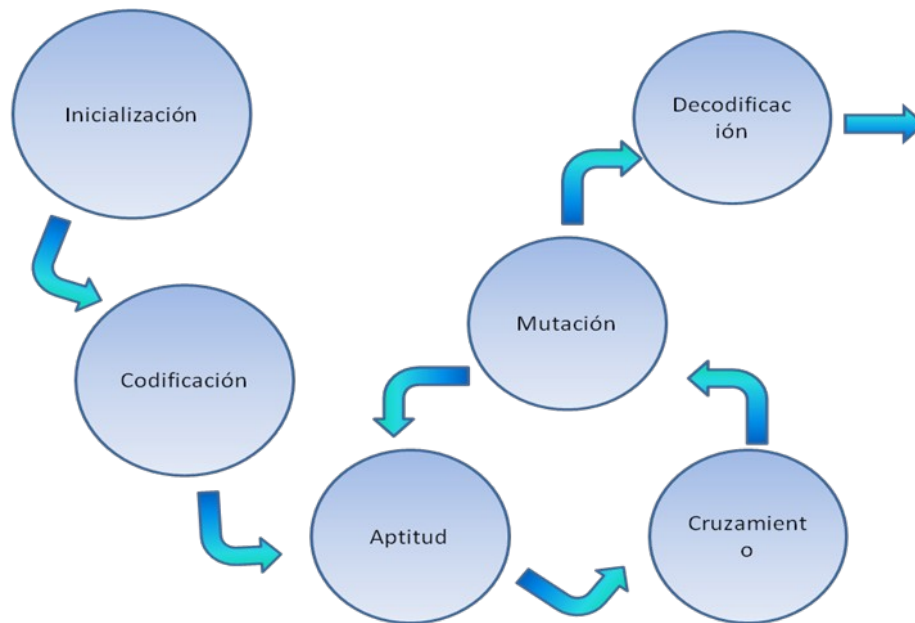 Inicialización
Codificación
Aptitud
Cruzamient
o
Mutación
Decodificac
ión